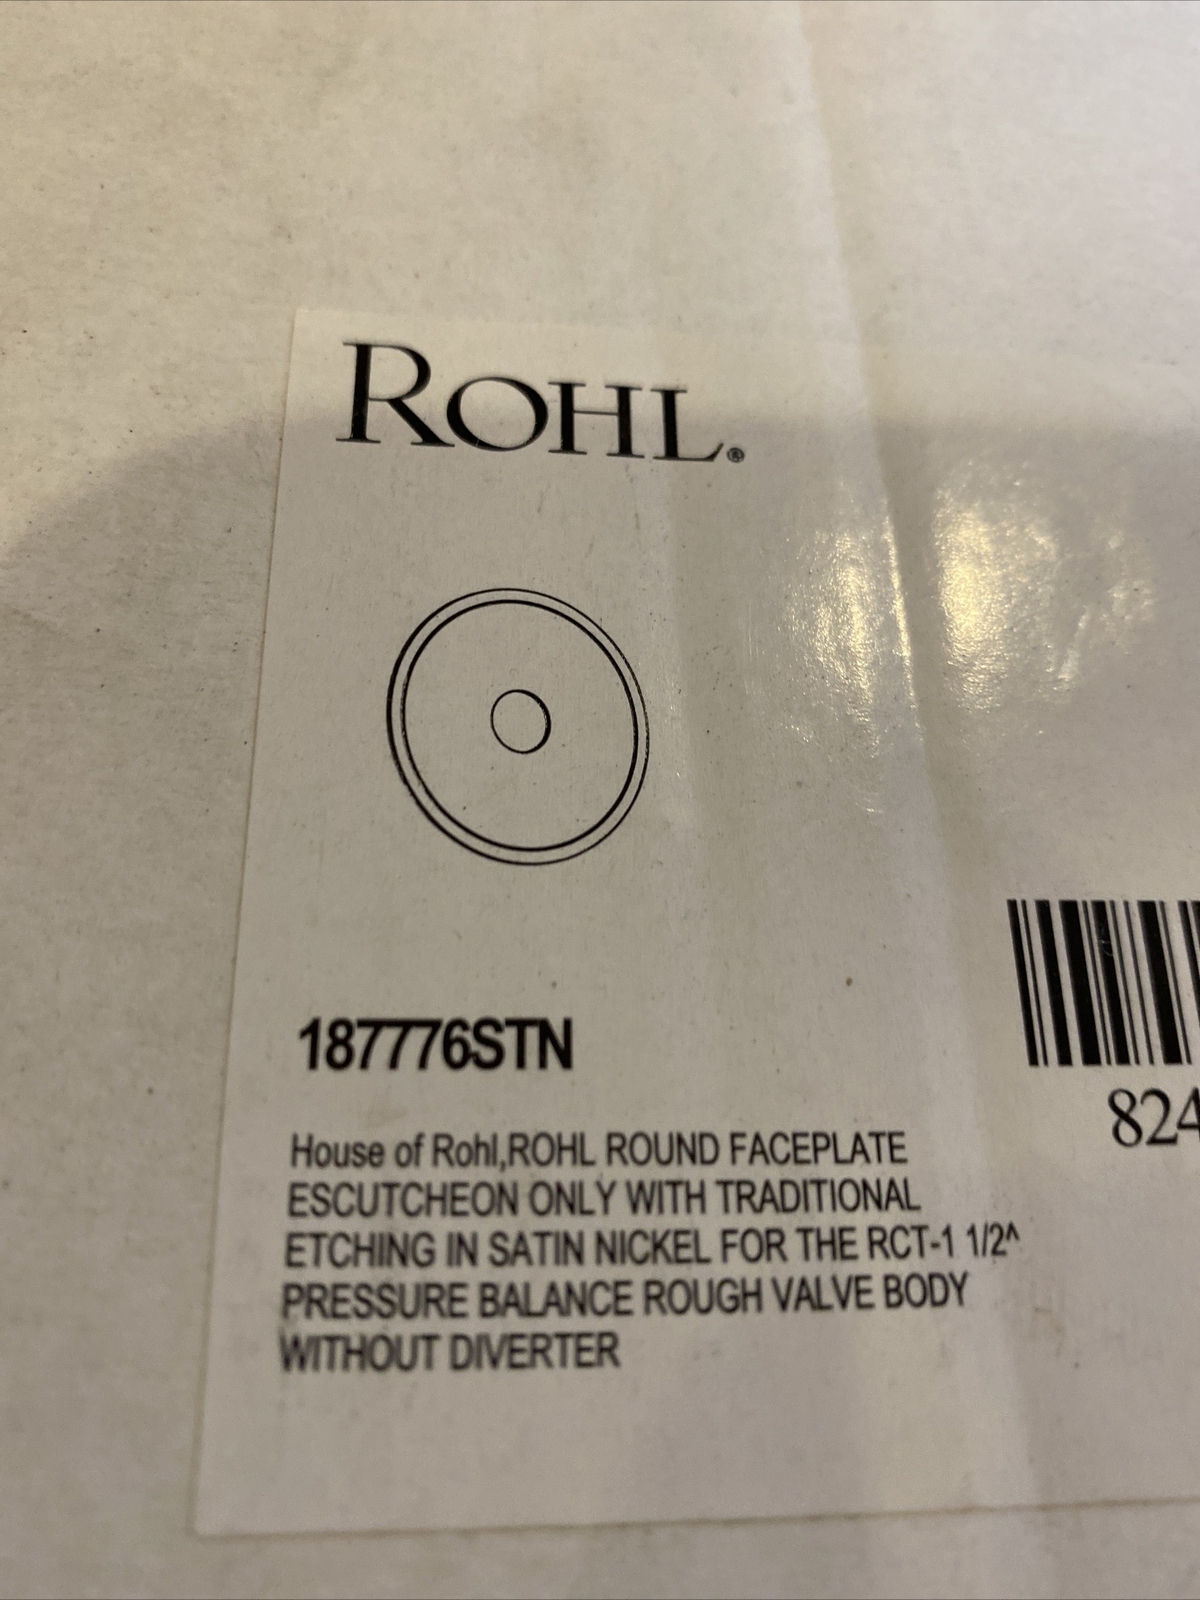 ROHL®
187776STN
824
House of Rohl,ROHL ROUND FACEPLATE
ESCUTCHEON ONLY WITH TRADITIONAL
ETCHING IN SATIN NICKEL FOR THE RCT-1 1/2^
PRESSURE BALANCE ROUGH VALVE BODY
WITHOUT DIVERTER